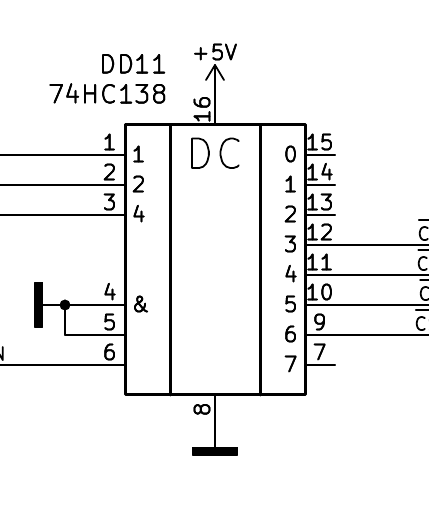 +5V
DD11
74HC138
16
1 1 DC 0 15
2 2 1 14
3 4 2 13
3 12 C
4 11 C
4 & 5 10 C
5 6 9 C
6 7 7
N
8